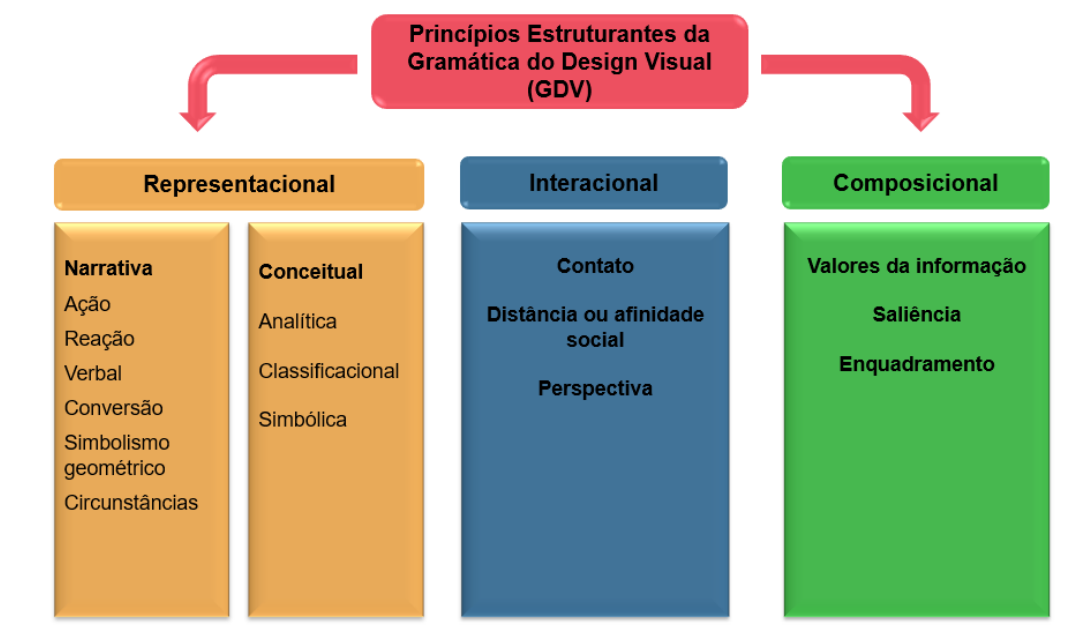 Princípios Estruturantes da
Gramática do Design Visual
(GDV)
Representacional
Narrativa
Ação
Reação
Verbal
Conversão
Simbolismo
geométrico
Circunstâncias
Conceitual
Analítica
Classificacional
Simbólica
Interacional
Contato
Distância ou afinidade
social
Perspectiva
Composicional
Valores da informação
Saliência
Enquadramento